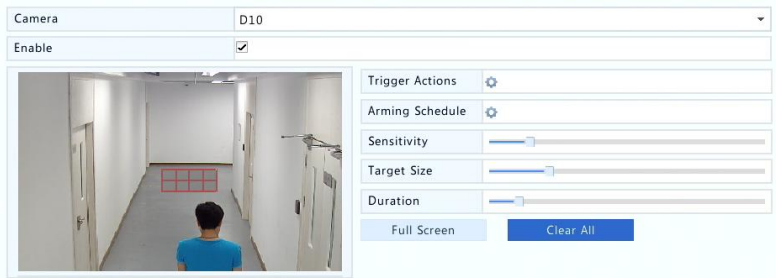 Camera D10
Enable
Trigger Actions
Arming Schedule
Sensitivity
Target Size
Duration
Full Screen Clear All